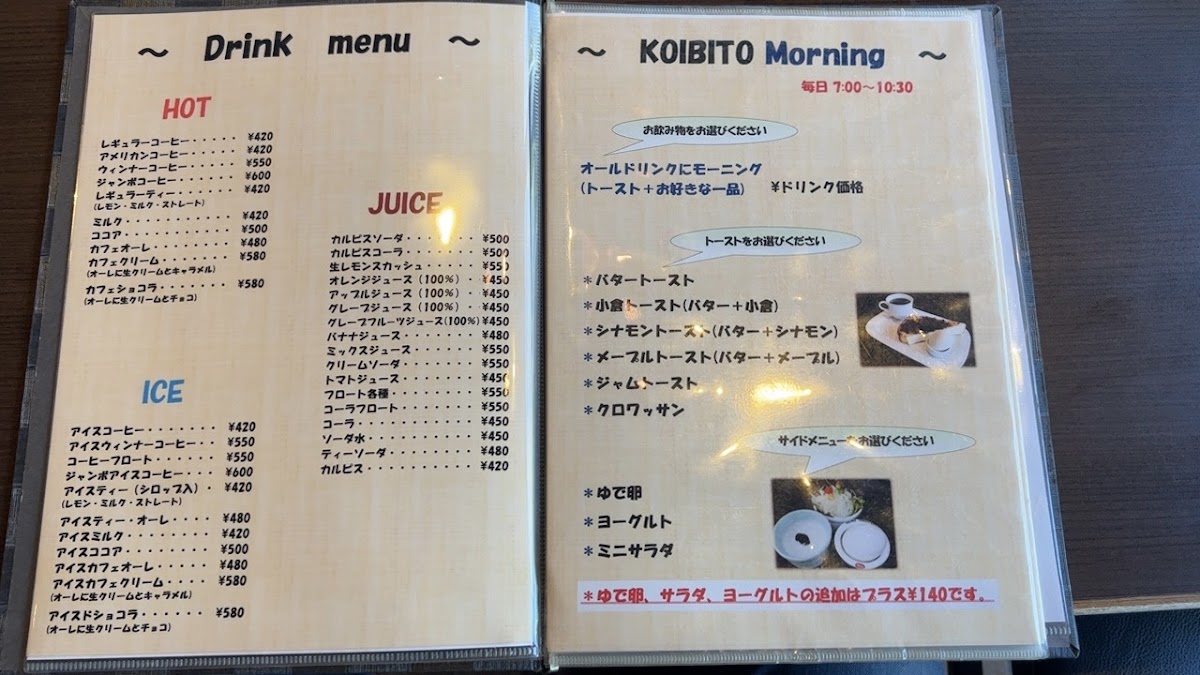 ～ Drink menu ～
HOT
レギュラーコーヒー・・・・・ ¥420
アメリカンコーヒー・・・・・ ¥420
ウィンナーコーヒー・・・・・ ¥550
ジャンボコーヒー・・・・・・ ¥600
レギュラーティー・・・・・・ ¥420
(レモン・ミルク・ストレート)
ミルク・・・・・・・・・・・ ¥420
ココア・・・・・・・・・・・ ¥500
カフェオーレ・・・・・・・・ ¥480
カフェクリーム・・・・・・・ ¥580
(オーレに生クリームとキャラメル)
カフェショコラ・・・・・・・ ¥580
(オーレに生クリームとチョコ)
ICE
アイスコーヒー・・・・・・・ ¥420
アイスウィンナーコーヒー・・ ¥550
コーヒーフロート・・・・・・ ¥550
ジャンボアイスコーヒー・・・ ¥600
アイスティー（シロップ入）・ ¥420
(レモン・ミルク・ストレート)
アイスティー・オーレ・・・・ ¥480
アイスミルク・・・・・・・・ ¥420
アイスココア・・・・・・・・ ¥500
アイスカフェオーレ・・・・・ ¥480
アイスカフェクリーム・・・・ ¥580
(オーレに生クリームとキャラメル)
アイスドショコラ・・・・・・ ¥580
(オーレに生クリームとチョコ)
JUICE
カルピスソーダ・・・・・・・・ ¥500
カルピスコーラ・・・・・・・・ ¥500
生レモンスカッシュ・・・・・・ ¥550
オレンジジュース（100％）・ ¥450
アップルジュース（100％）・ ¥450
グレープジュース（100％）・ ¥450
グレープフルーツジュース(100％) ¥450
バナナジュース・・・・・・・・ ¥480
ミックスジュース・・・・・・・ ¥550
クリームソーダ・・・・・・・・ ¥550
トマトジュース・・・・・・・・ ¥450
フロート各種・・・・・・・・・ ¥550
コーラフロート・・・・・・・・ ¥550
コーラ・・・・・・・・・・・・ ¥450
ソーダ水・・・・・・・・・・・ ¥450
ティーソーダ・・・・・・・・・ ¥480
カルピス・・・・・・・・・・・ ¥420
～ KOIBITO Morning ～
毎日 7:00～10:30
お飲み物をお選びください
オールドリンクにモーニング
(トースト＋お好きな一品) ¥ドリンク価格
トーストをお選びください
＊バタートースト
＊小倉トースト(バター＋小倉)
＊シナモントースト(バター＋シナモン)
＊メープルトースト(バター＋メープル)
＊ジャムトースト
＊クロワッサン
サイドメニューをお選びください
＊ゆで卵
＊ヨーグルト
＊ミニサラダ
＊ゆで卵、サラダ、ヨーグルトの追加はプラス¥140です。